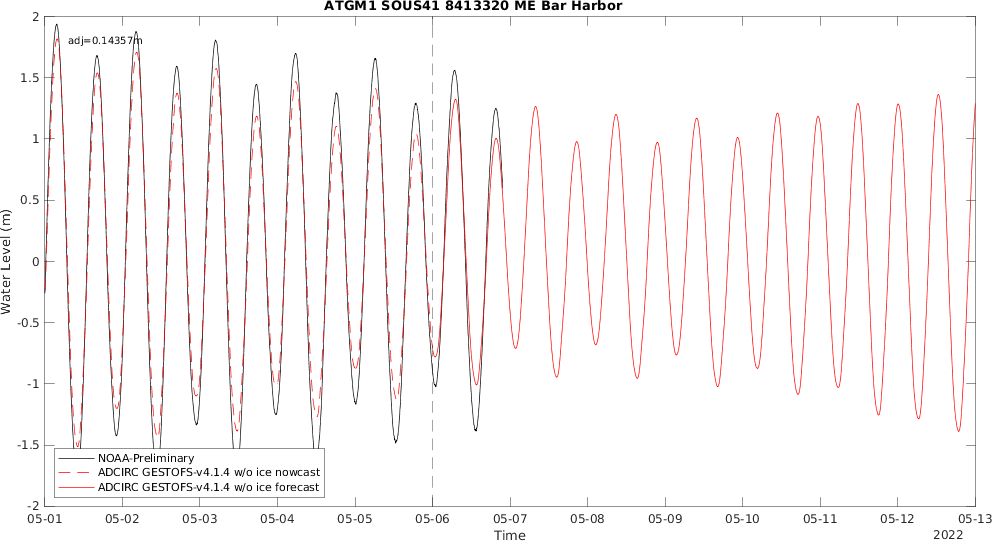 ATGM1 SOUS41 8413320 ME Bar Harbor
adj=0.14357m
Water Level (m)
2
1.5
1
0.5
0
-0.5
-1
-1.5
-2
NOAA-Preliminary
ADCIRC GESTOFS-v4.1.4 w/o ice nowcast
ADCIRC GESTOFS-v4.1.4 w/o ice forecast
05-01 05-02 05-03 05-04 05-05 05-06 05-07 05-08 05-09 05-10 05-11 05-12 05-13
Time
2022